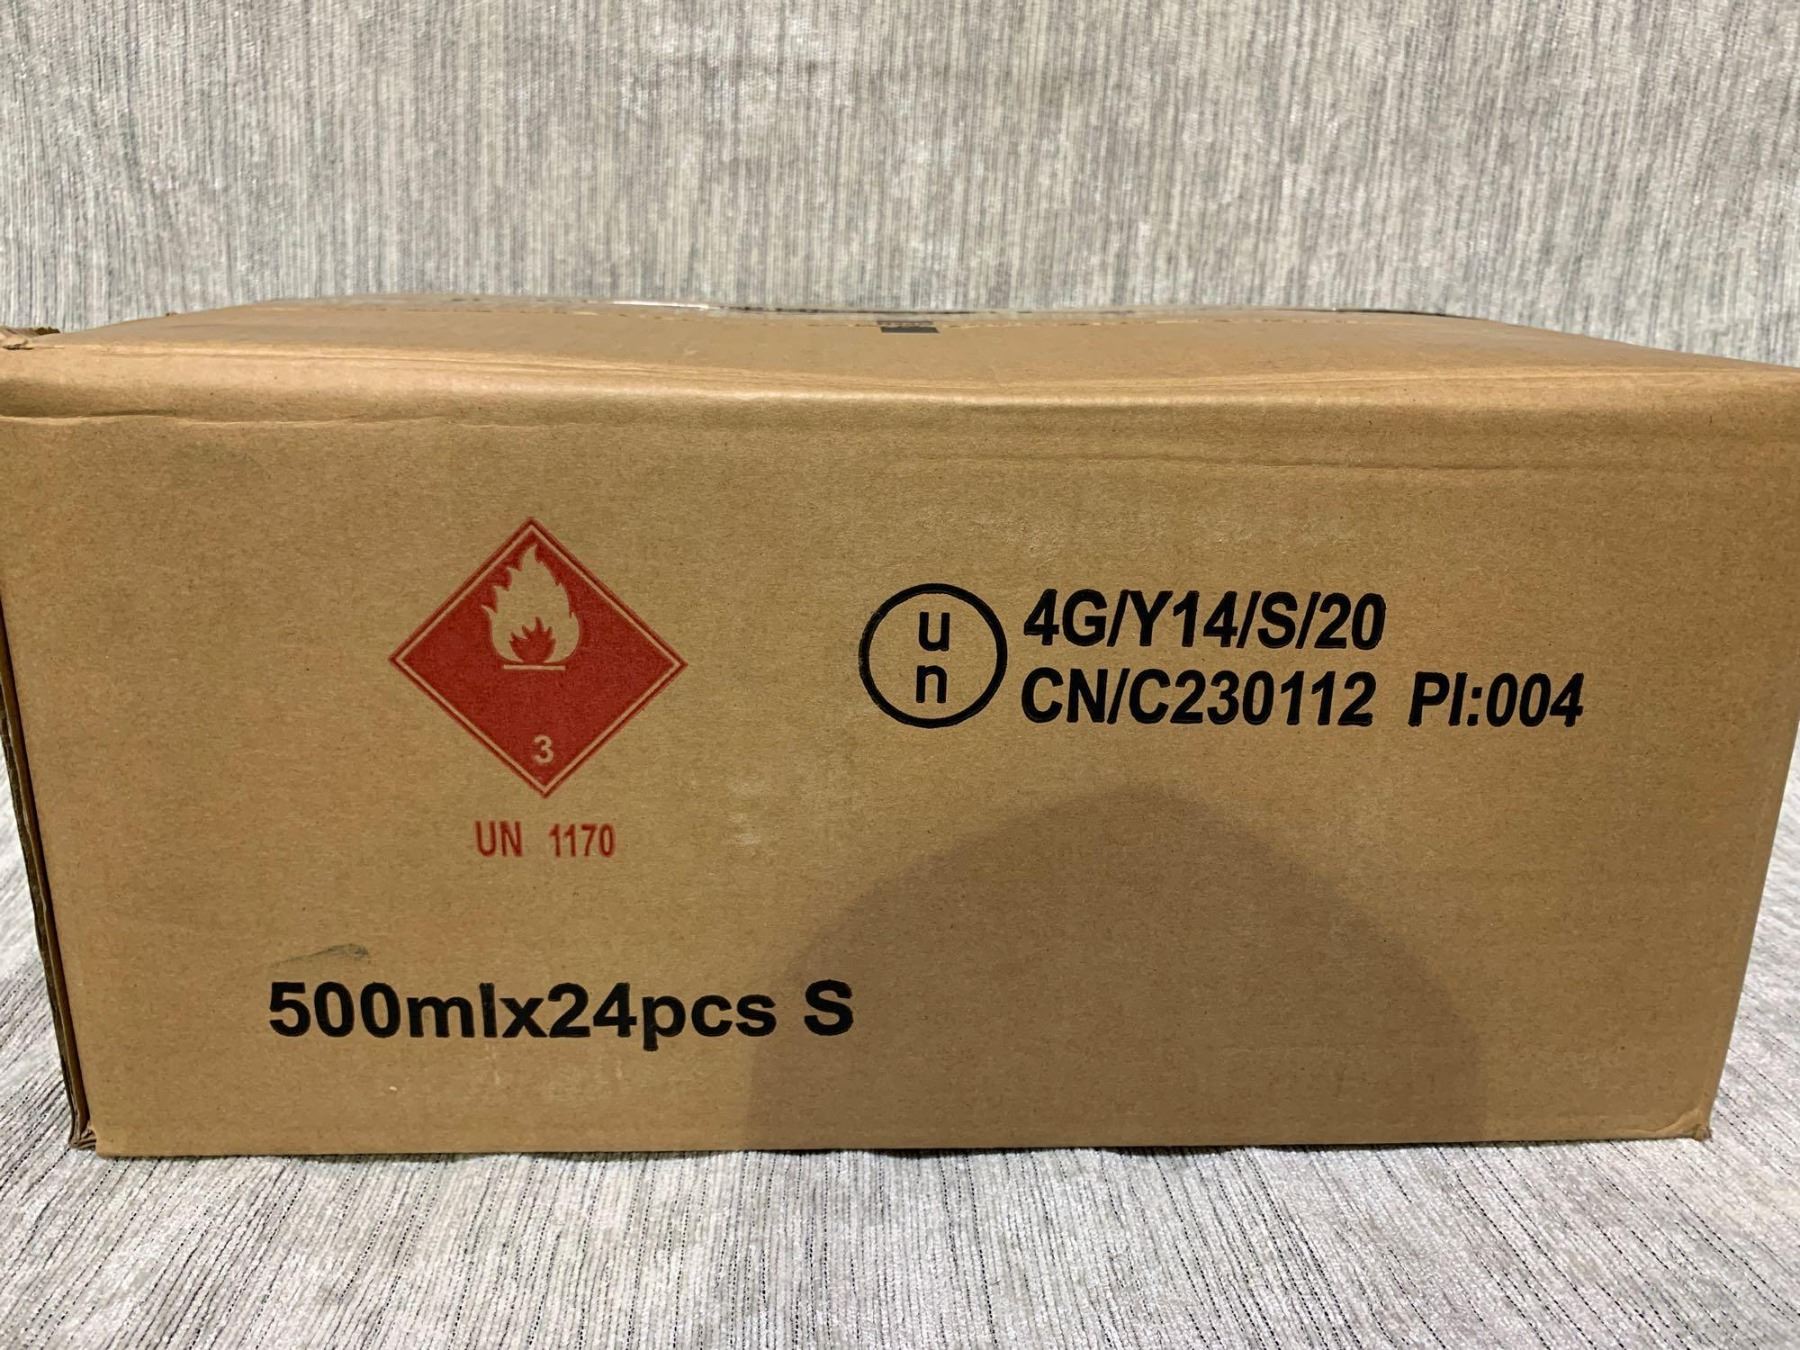 3
UN 1170
u
n
4G/Y14/S/20
CN/C230112 PI:004
500mlx24pcs S